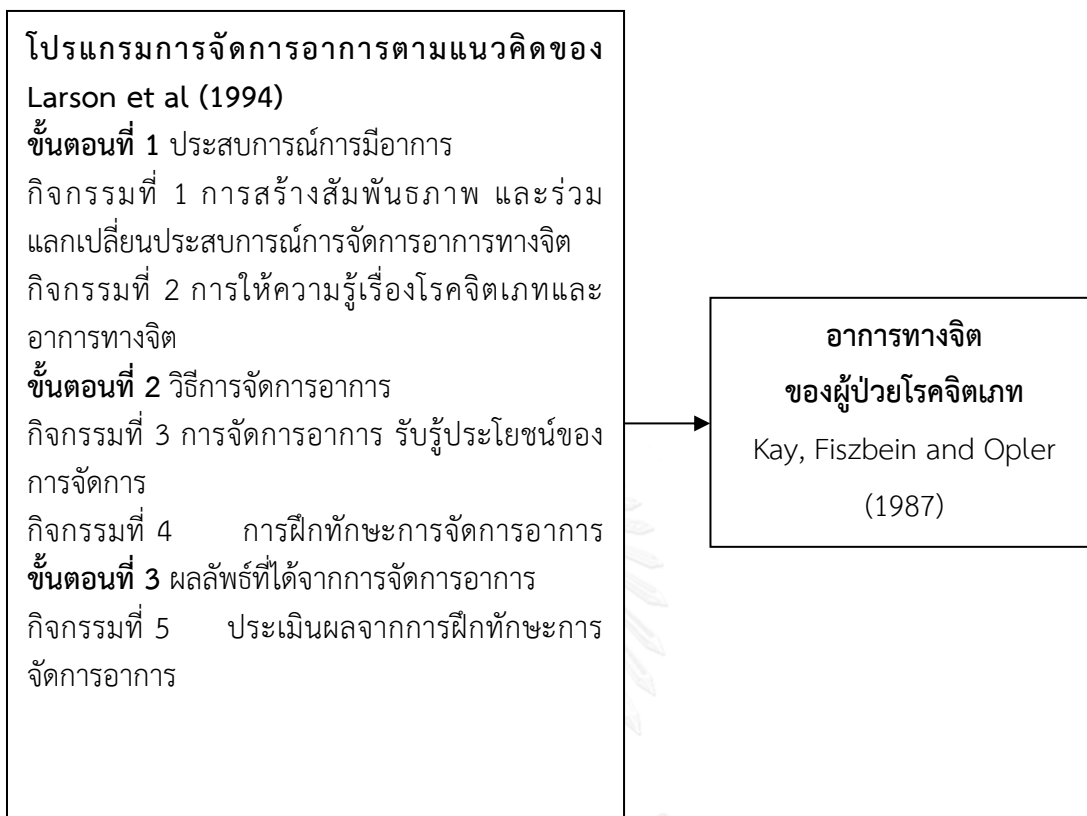 โปรแกรมการจัดการอาการตามแนวคิดของ
Larson et al (1994)
ขั้นตอนที่ 1 ประสบการณ์การมีอาการ
กิจกรรมที่ 1 การสร้างสัมพันธภาพ และร่วม
แลกเปลี่ยนประสบการณ์การจัดการอาการทางจิต
กิจกรรมที่ 2 การให้ความรู้เรื่องโรคจิตเภทและ
อาการทางจิต
ขั้นตอนที่ 2 วิธีการจัดการอาการ
กิจกรรมที่ 3 การจัดการอาการ รับรู้ประโยชน์ของ
การจัดการ
กิจกรรมที่ 4 การฝึกทักษะการจัดการอาการ
ขั้นตอนที่ 3 ผลลัพธ์ที่ได้จากการจัดการอาการ
กิจกรรมที่ 5 ประเมินผลจากการฝึกทักษะการ
จัดการอาการ
อาการทางจิต
ของผู้ป่วยโรคจิตเภท
Kay, Fiszbein and Opler
(1987)